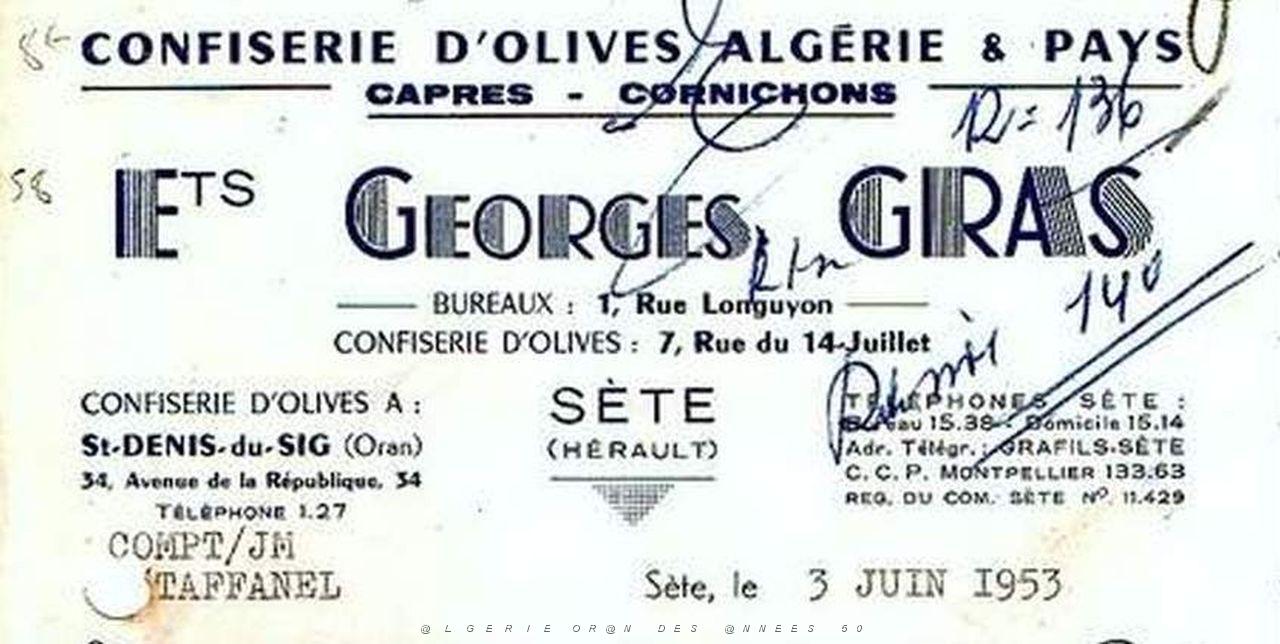 CONFISERIE D'OLIVES ALGÉRIE & PAYS
CAPRES - CORNICHONS
R = 136
58
ETS GEORGES GRAS
140
BUREAUX : 1, Rue Longuyon
CONFISERIE D'OLIVES : 7, Rue du 14-Juillet
CONFISERIE D'OLIVES A :
St-DENIS-du-SIG (Oran)
34, Avenue de la République, 34
TÉLÉPHONE 1.27
SÈTE
(HÉRAULT)
TÉLÉPHONES SÈTE :
Bureau 15.38 - Domicile 15.14
Adr. Télégr. : GRAFILS-SÈTE
C. C. P. MONTPELLIER 133.63
REG. DU COM. SÈTE No. 11.429
COMPT/JM
TAFFANEL
Sète, le 3 JUIN I953
@LGERIE OR@N DES @NNEES 50